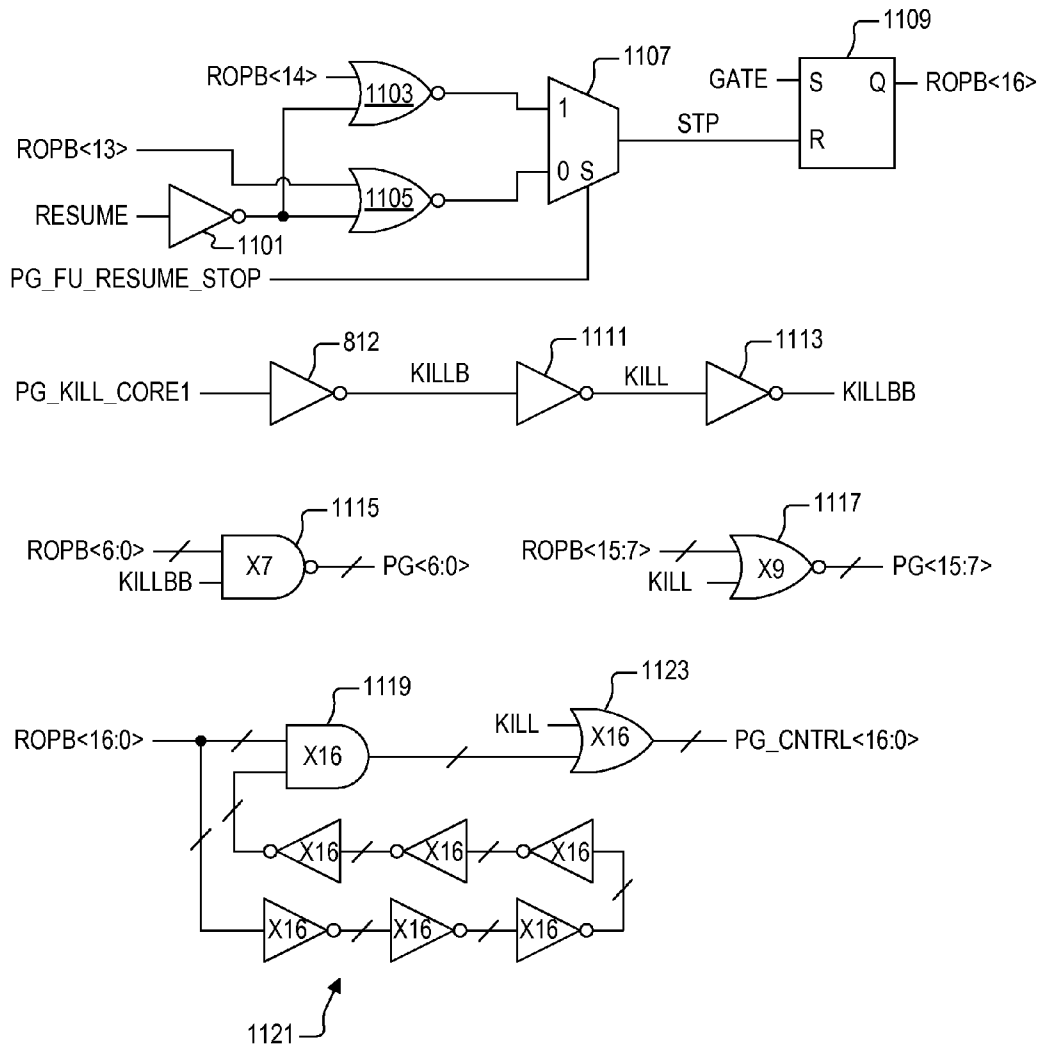 1109
1107
ROPB<14>
1103
GATE
S
Q
ROPB<16>
1
STP
R
ROPB<13>
0 S
1105
RESUME
1101
PG_FU_RESUME_STOP
812
1111
1113
PG_KILL_CORE1
KILLB
KILL
KILLBB
1115
1117
ROPB<6:0>
X7
PG<6:0>
KILLBB
ROPB<15:7>
X9
PG<15:7>
KILL
1119
1123
ROPB<16:0>
X16
KILL
X16
PG_CNTRL<16:0>
X16
X16
X16
X16
X16
X16
1121